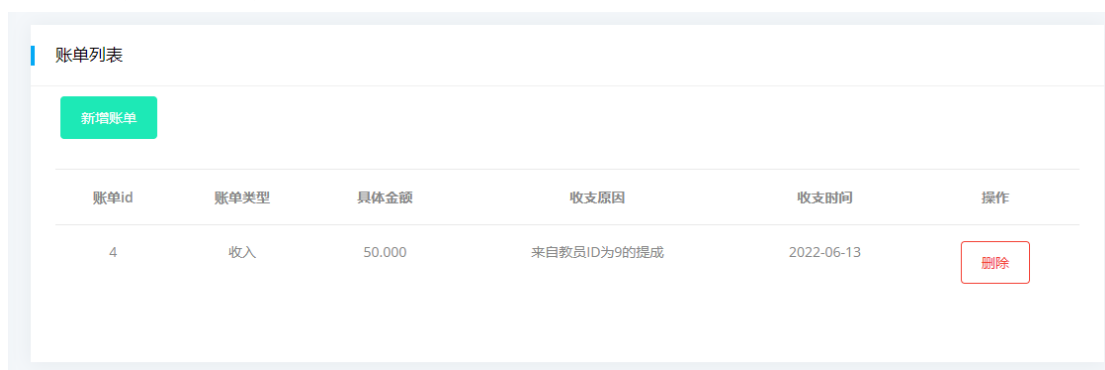 账单列表
新增账单
账单id 账单类型 具体金额 收支原因 收支时间 操作
4 收入 50.000 来自教员ID为9的提成 2022-06-13 删除